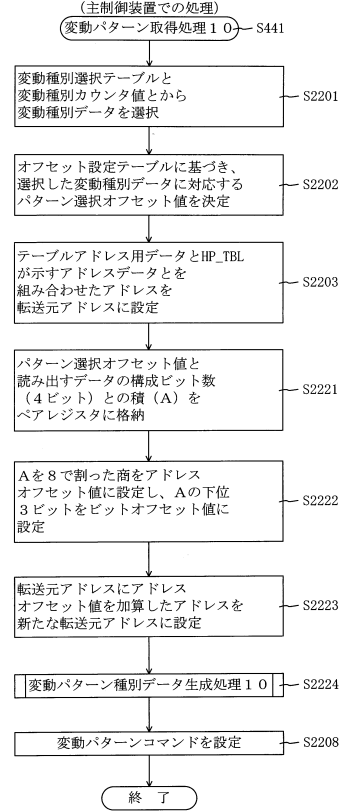 （主制御装置での処理）
変動パターン取得処理１０
S441
変動種別選択テーブルと
変動種別カウンタ値とから
変動種別データを選択
S2201
オフセット設定テーブルに基づき、
選択した変動種別データに対応する
パターン選択オフセット値を決定
S2202
テーブルアドレス用データとHP_TBL
が示すアドレスデータとを
組み合わせたアドレスを
転送元アドレスに設定
S2203
パターン選択オフセット値と
読み出すデータの構成ビット数
（４ビット）との積（Ａ）を
ペアレジスタに格納
S2221
Ａを８で割った商をアドレス
オフセット値に設定し、Ａの下位
３ビットをビットオフセット値に
設定
S2222
転送元アドレスにアドレス
オフセット値を加算したアドレスを
新たな転送元アドレスに設定
S2223
変動パターン種別データ生成処理１０
S2224
変動パターンコマンドを設定
S2208
終　了